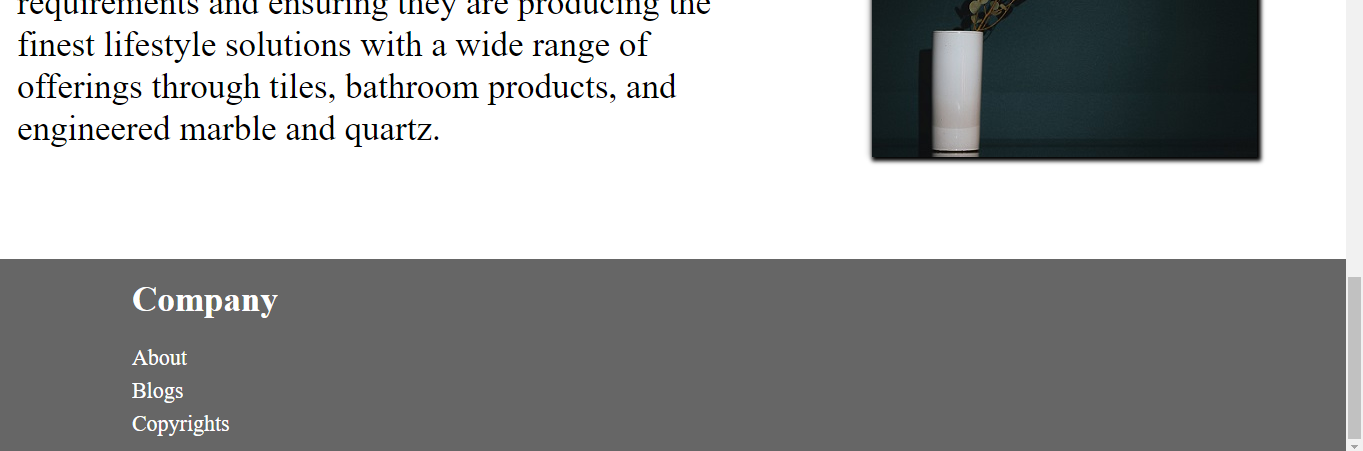 requirements and ensuring they are producing the
finest lifestyle solutions with a wide range of
offerings through tiles, bathroom products, and
engineered marble and quartz.
Company
About
Blogs
Copyrights